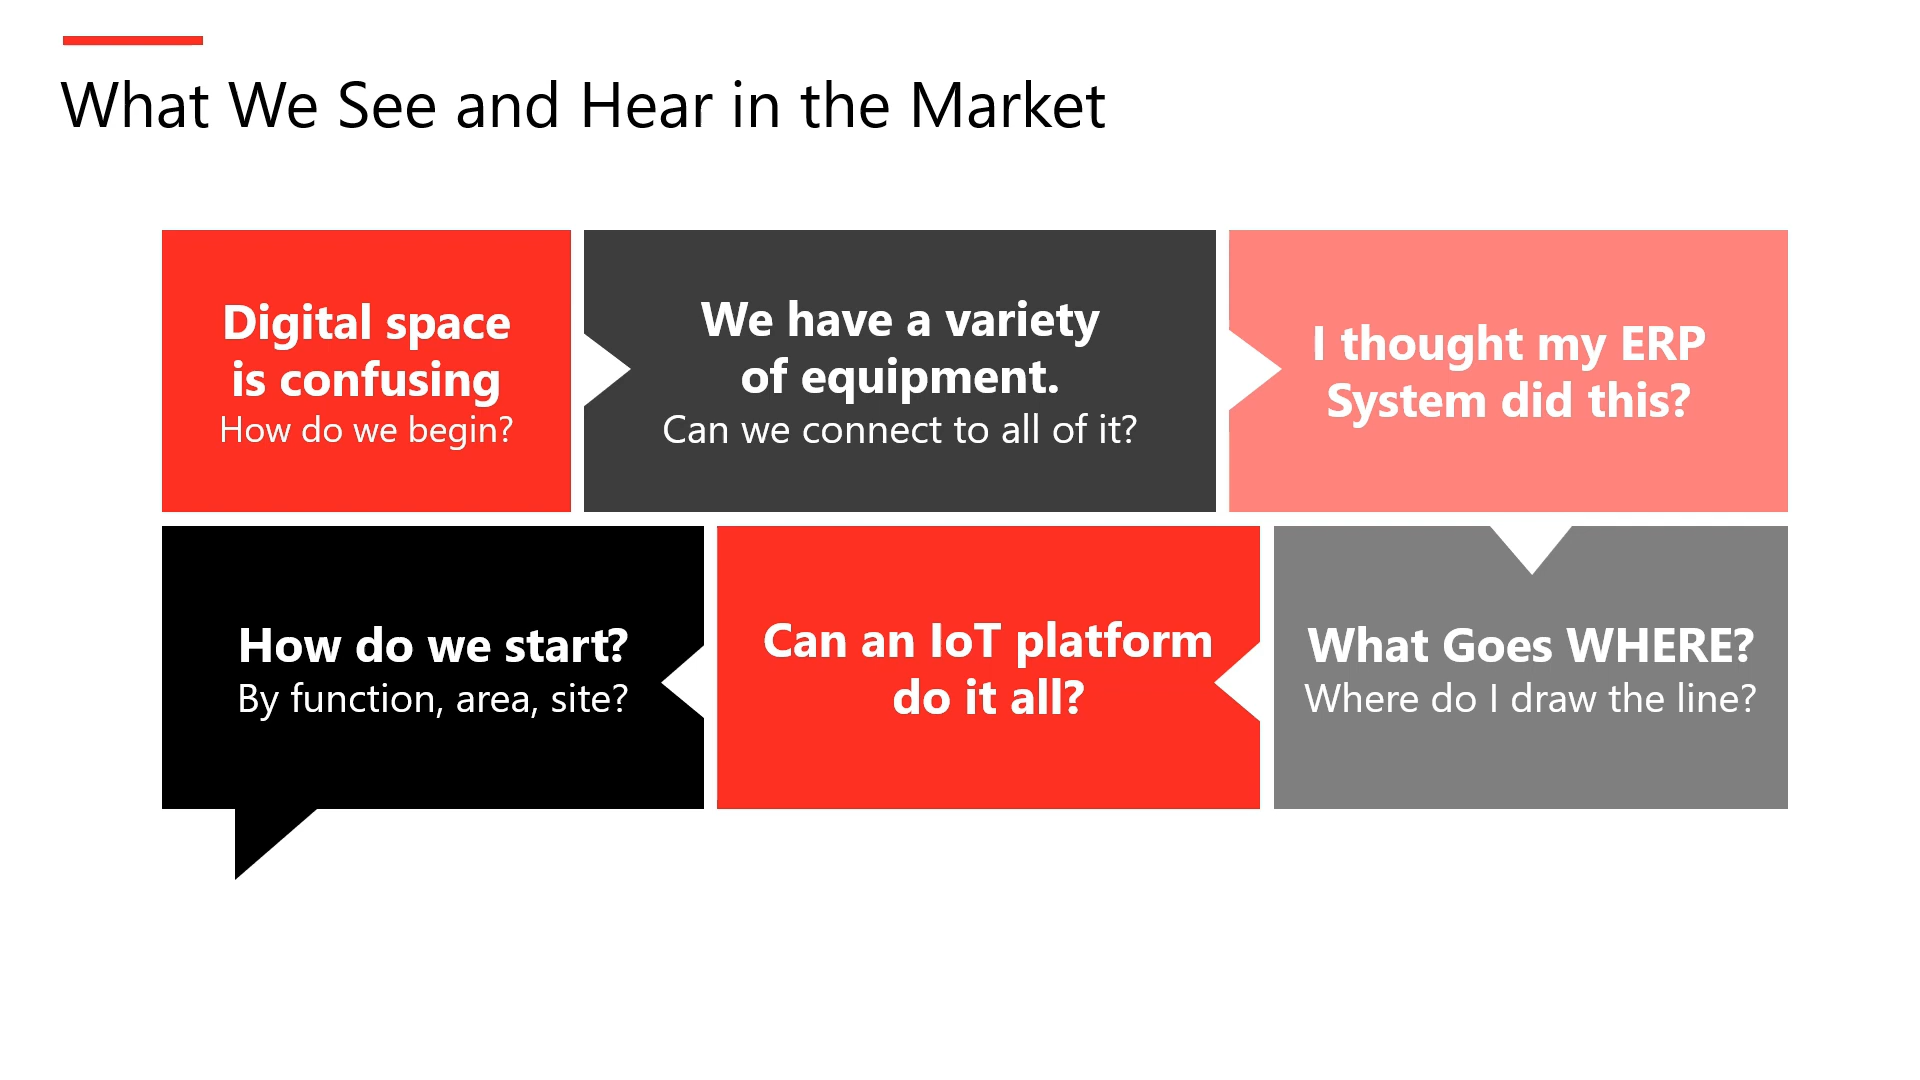 What We See and Hear in the Market
Digital space
is confusing
How do we begin?
We have a variety
of equipment.
Can we connect to all of it?
I thought my ERP
System did this?
How do we start?
By function, area, site?
Can an IoT platform
do it all?
What Goes WHERE?
Where do I draw the line?